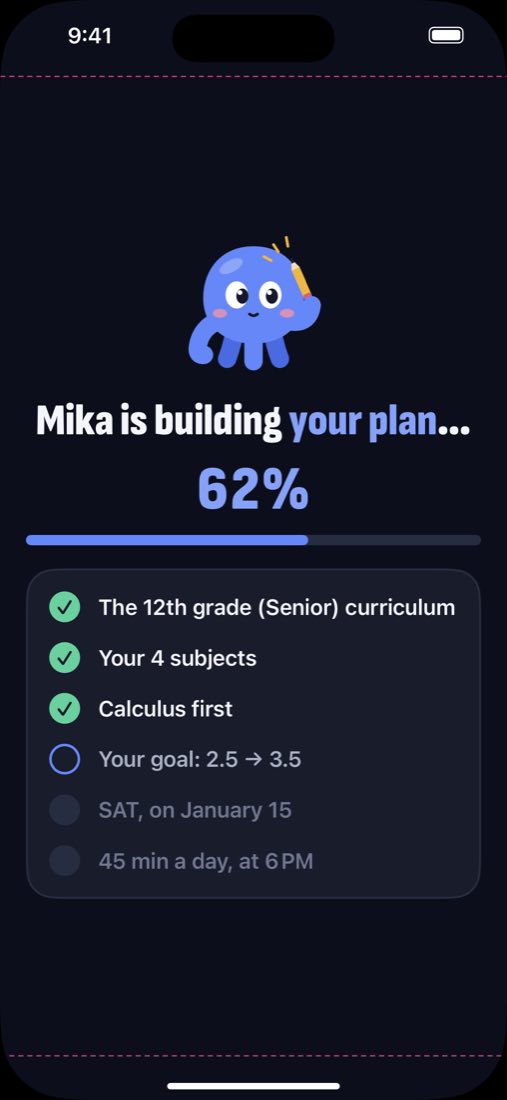 9:41
Mika is building your plan...
62%
The 12th grade (Senior) curriculum
Your 4 subjects
Calculus first
Your goal: 2.5 → 3.5
SAT, on January 15
45 min a day, at 6 PM